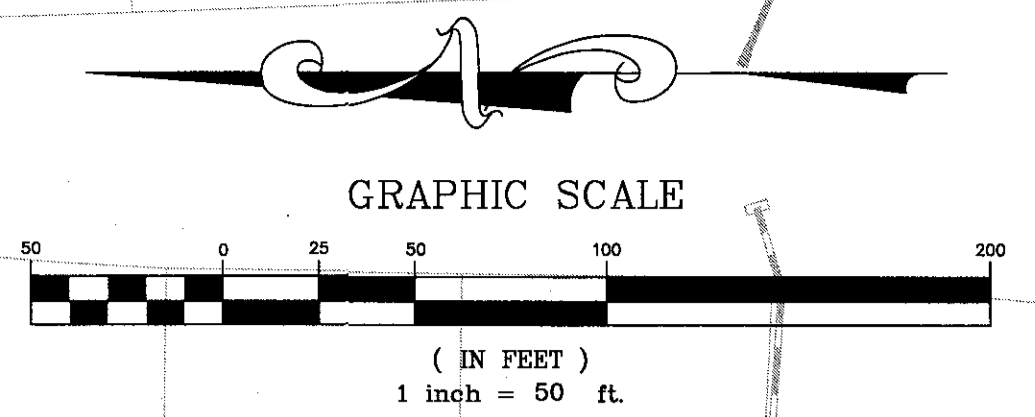 GRAPHIC SCALE
50 0 25 50 100 200
( IN FEET )
1 inch = 50 ft.